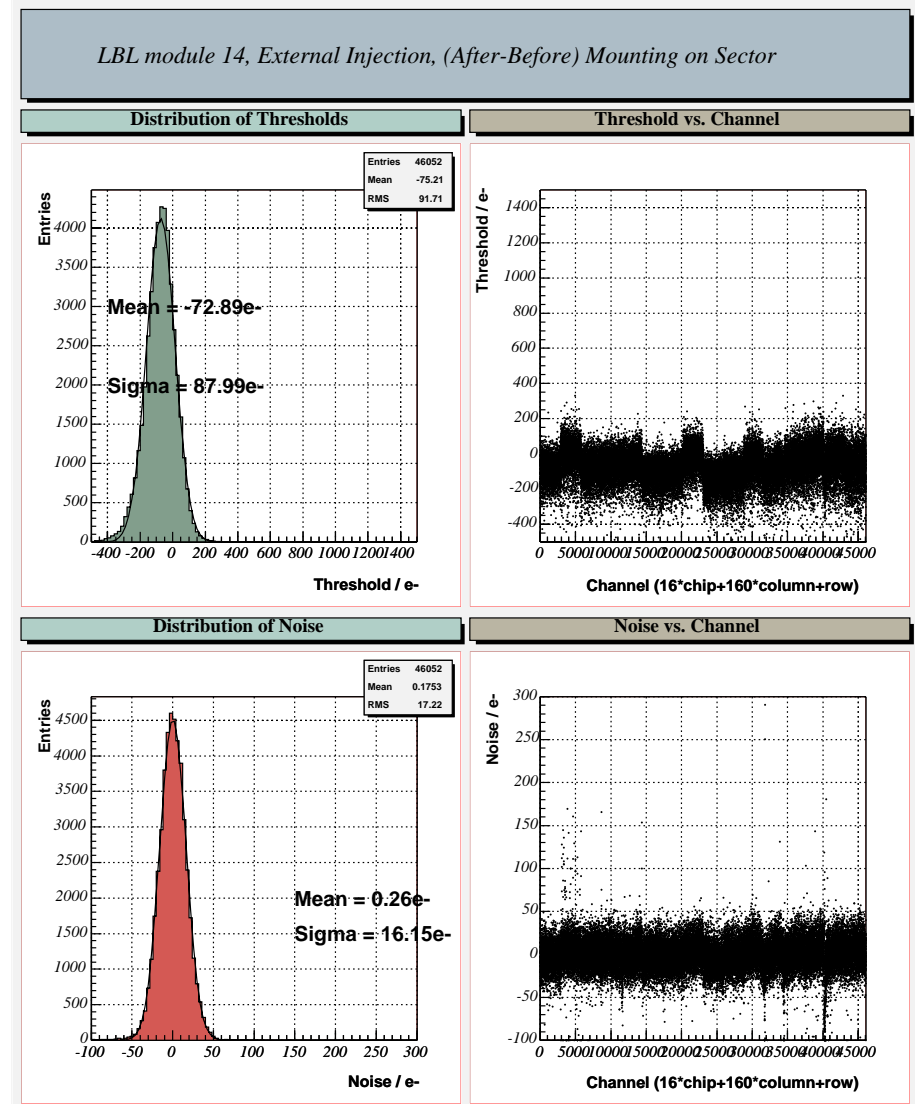 LBL module 14, External Injection, (After-Before) Mounting on Sector
Distribution of Thresholds
Threshold vs. Channel
Entries 46052
Mean -75.21
RMS 91.71
Entries
4000
3500
3000
2500
2000
1500
1000
500
0
Mean = -72.89e-
Sigma = 87.99e-
-400 -200 0 200 400 600 800 1000 1200 1400
Threshold / e-
Threshold / e-
1400
1200
1000
800
600
400
200
0
-200
-400
0 5000 10000 15000 20000 25000 30000 35000 40000 45000
Channel (16*chip+160*column+row)
Distribution of Noise
Noise vs. Channel
Entries 46052
Mean 0.1753
RMS 17.22
Entries
4500
4000
3500
3000
2500
2000
1500
1000
500
0
Mean = 0.26e-
Sigma = 16.15e-
-100 -50 0 50 100 150 200 250 300
Noise / e-
Noise / e-
300
250
200
150
100
50
0
-50
-100
0 5000 10000 15000 20000 25000 30000 35000 40000 45000
Channel (16*chip+160*column+row)